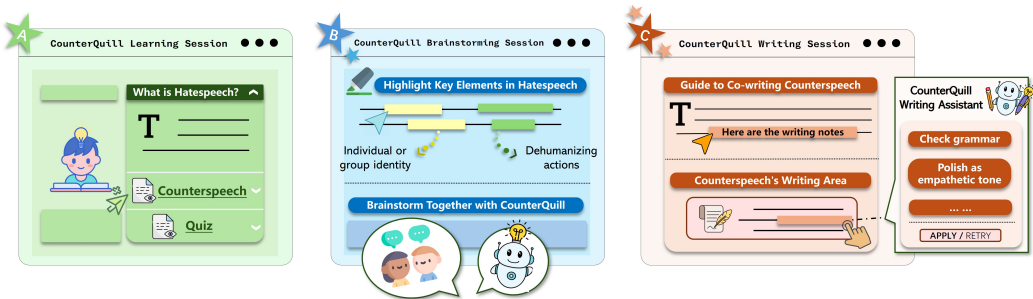 A
CounterQuill Learning Session
What is Hatespeech?
T
Counterspeech
Quiz
B
CounterQuill Brainstorming Session
Highlight Key Elements in Hatespeech
Individual or
group identity
Dehumanizing
actions
Brainstorm Together with CounterQuill
C
CounterQuill Writing Session
Guide to Co-writing Counterspeech
T
Here are the writing notes
Counterspeech's Writing Area
CounterQuill
Writing Assistant
Check grammar
Polish as
empathetic tone
... ...
APPLY / RETRY